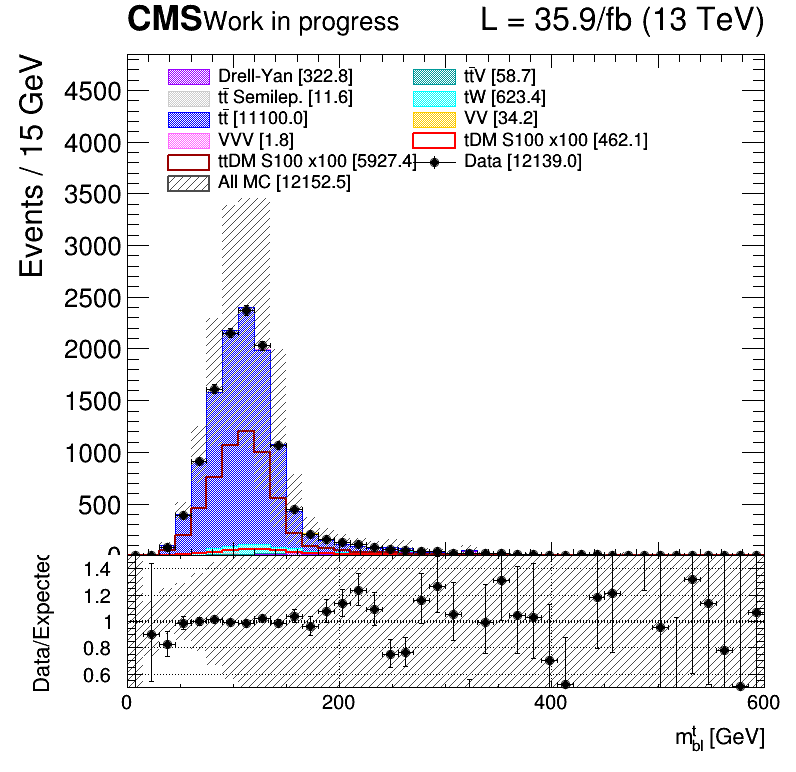 CMS Work in progress L = 35.9/fb (13 TeV)
Events / 15 GeV
4500
4000
3500
3000
2500
2000
1500
1000
500
0
Drell-Yan [322.8]
tt̄ Semilep. [11.6]
tt̄ [11100.0]
VVV [1.8]
ttDM S100 x100 [5927.4]
All MC [12152.5]
tt̄V [58.7]
tW [623.4]
VV [34.2]
tDM S100 x100 [462.1]
Data [12139.0]
Data/Expected
1.4
1.2
1
0.8
0.6
0 200 400 600
m^t_bl [GeV]